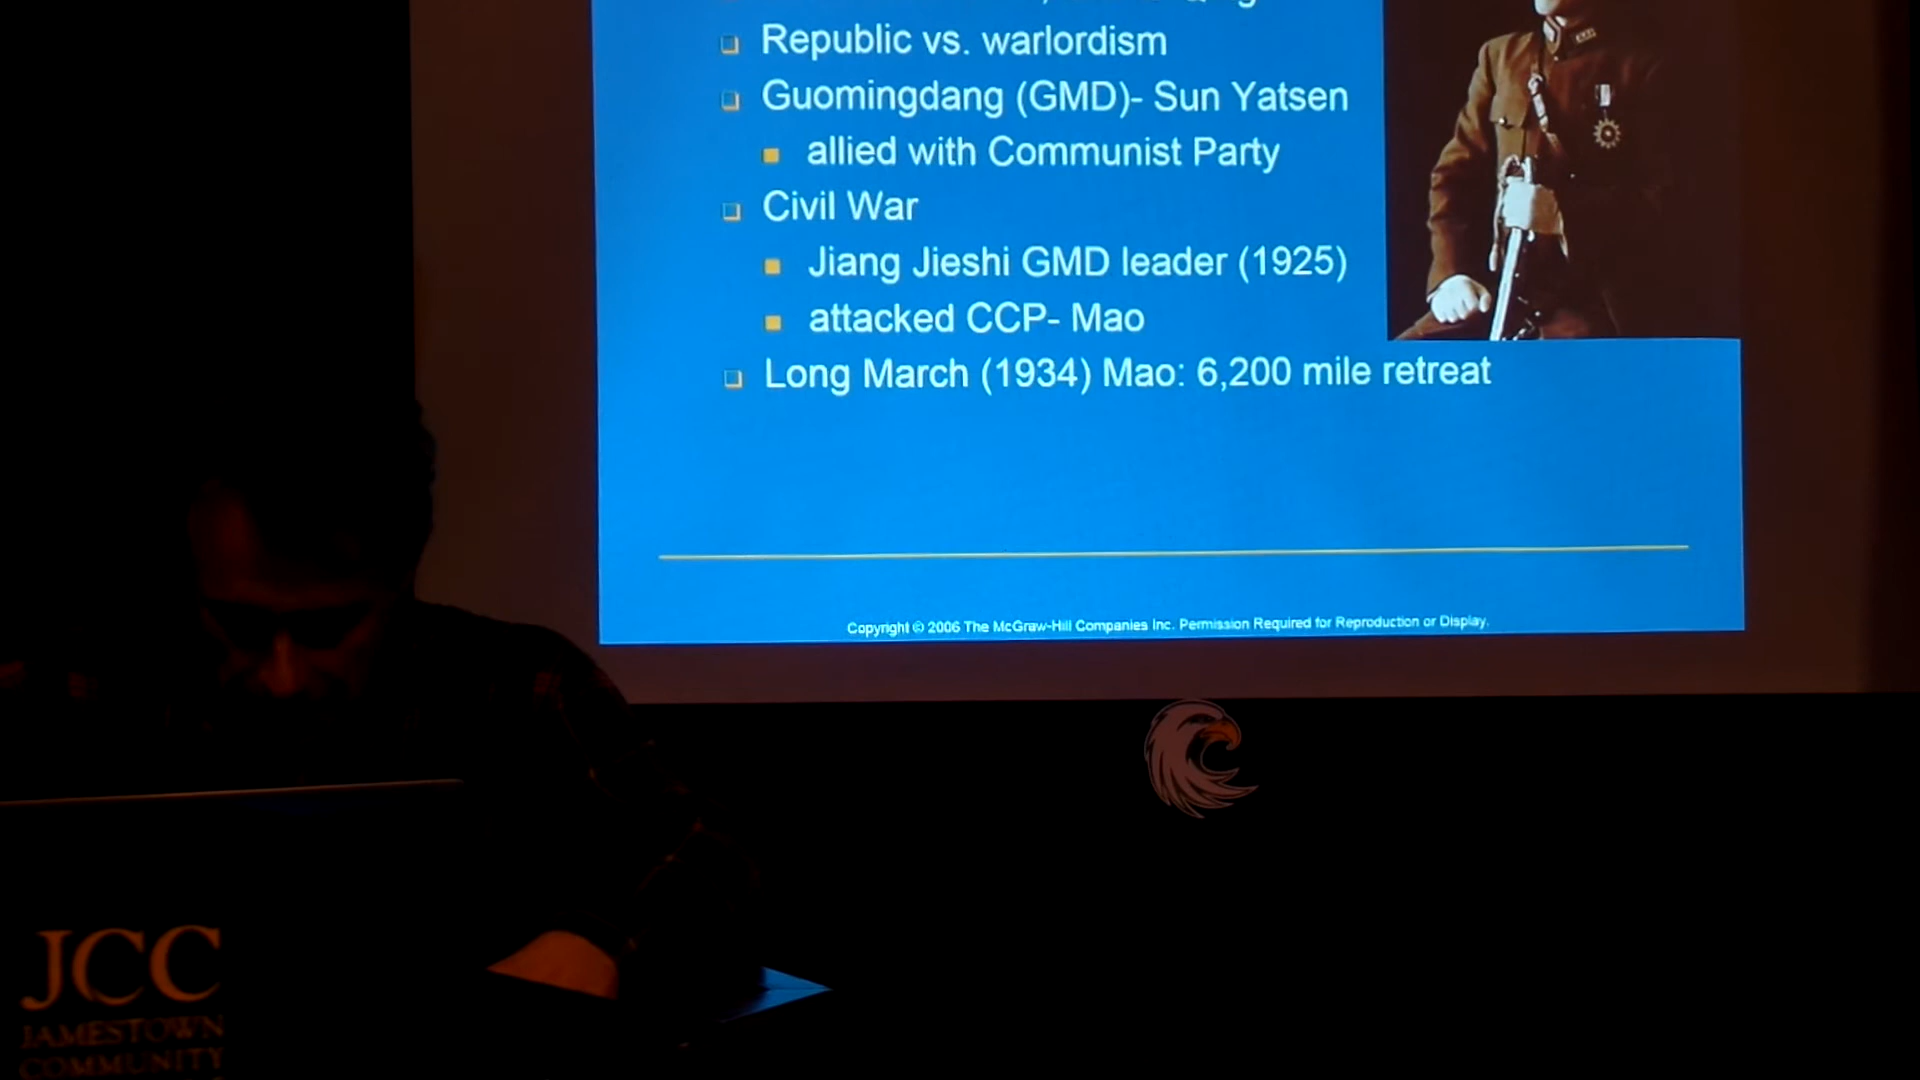 Republic vs. warlordism
Guomingdang (GMD)- Sun Yatsen
allied with Communist Party
Civil War
Jiang Jieshi GMD leader (1925)
attacked CCP- Mao
Long March (1934) Mao: 6,200 mile retreat
Copyright © 2006 The McGraw-Hill Companies Inc. Permission Required for Reproduction or Display.
JCC
JAMESTOWN
COMMUNITY